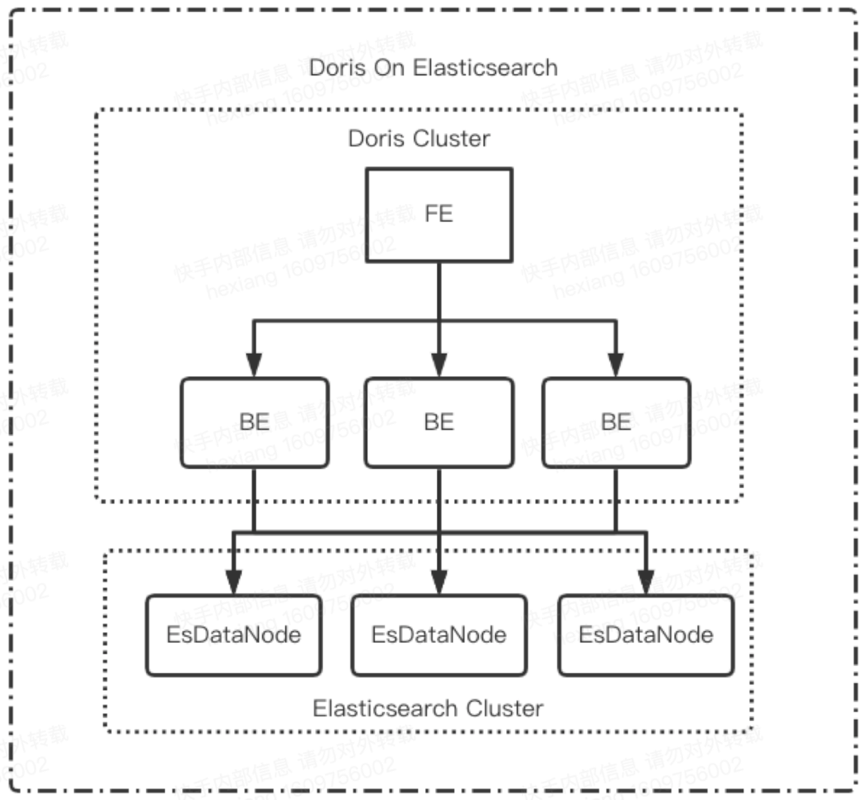 Doris On Elasticsearch
快手内部信息 请勿对外转载
hexiang 1609756002
Doris Cluster
FE
BE
BE
BE
EsDataNode
EsDataNode
EsDataNode
Elasticsearch Cluster